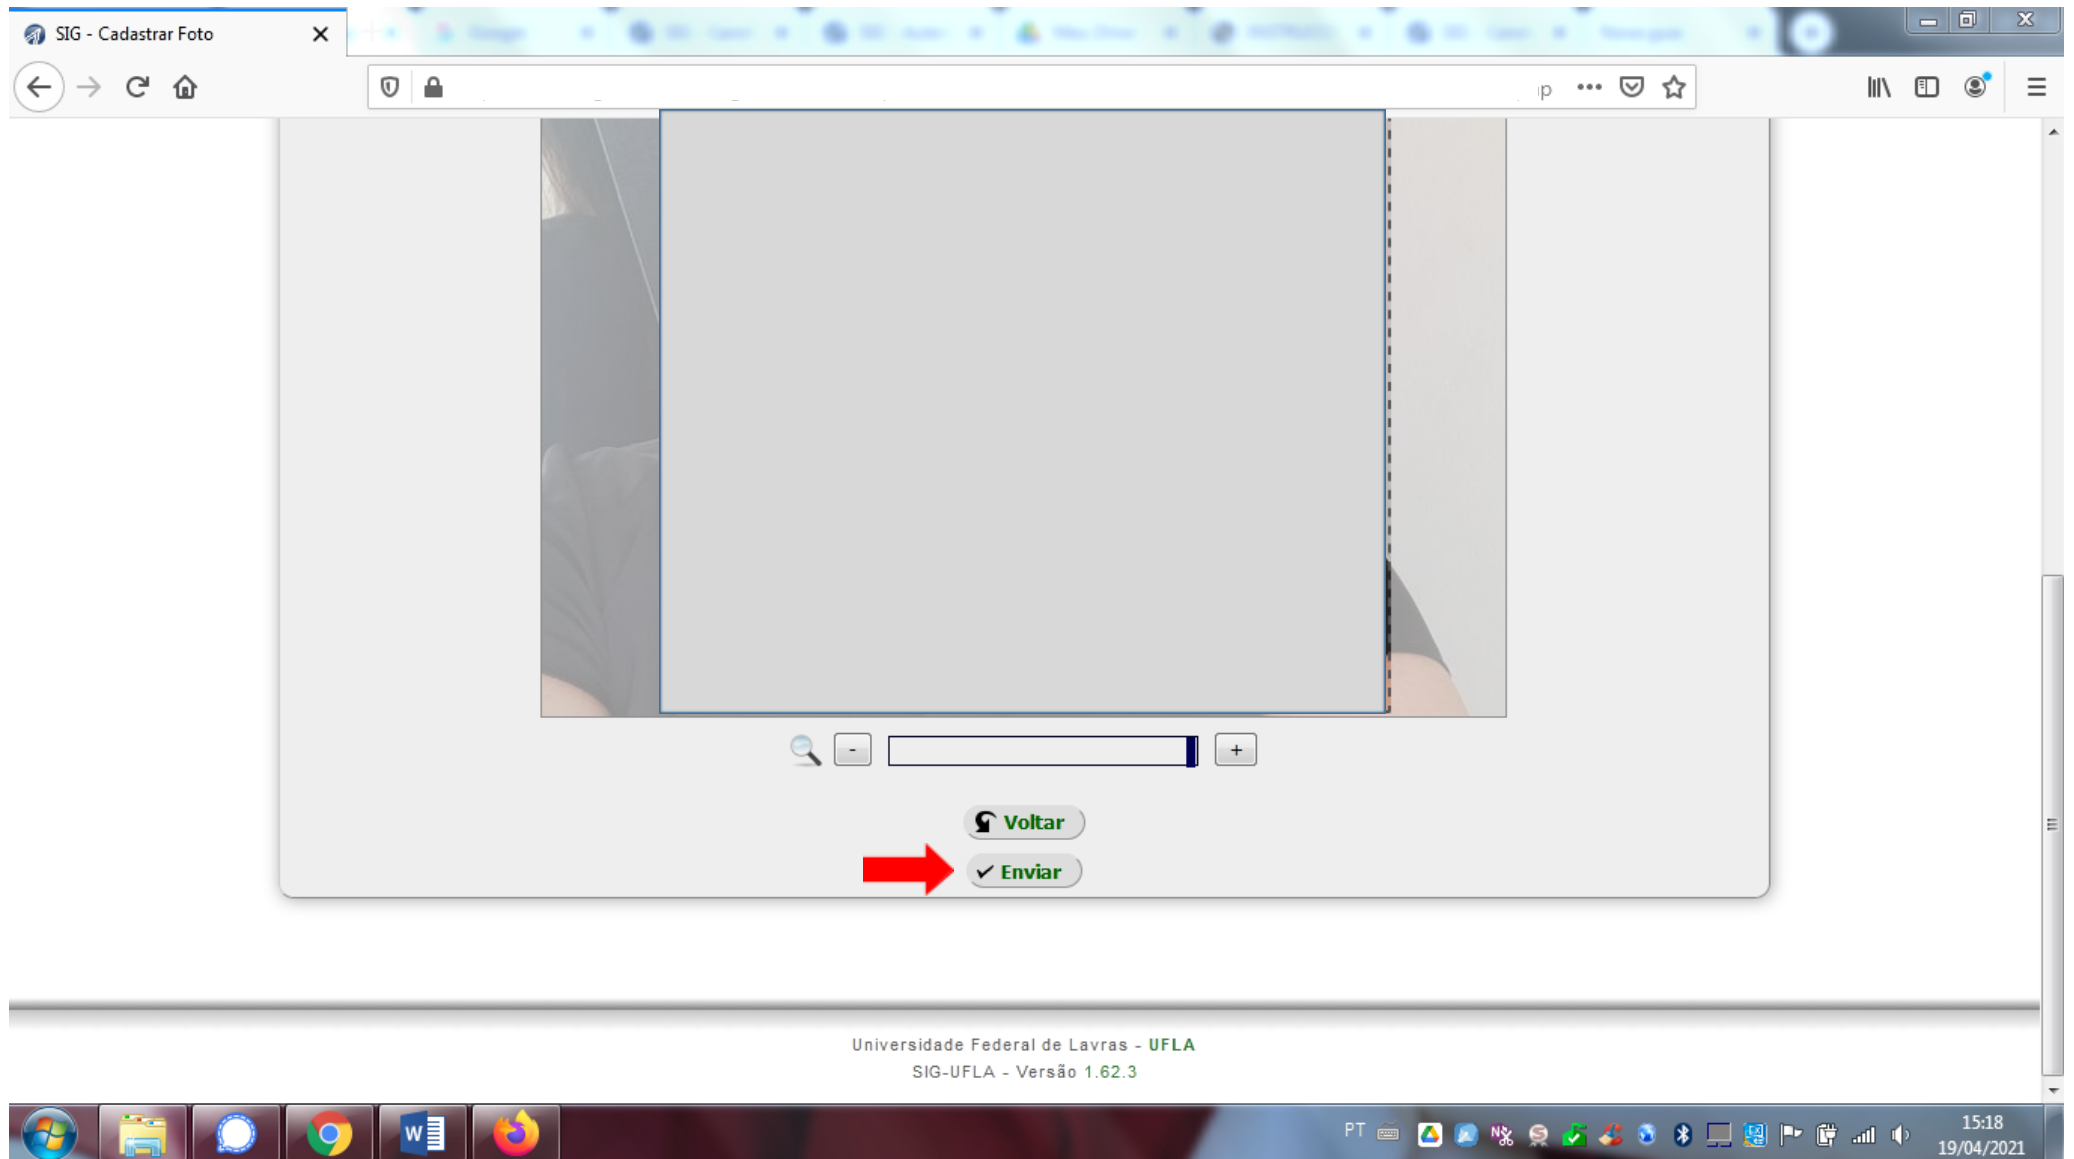 SIG - Cadastrar Foto
-
+
Voltar
Enviar
Universidade Federal de Lavras - UFLA
SIG-UFLA - Versão 1.62.3
PT
15:18
19/04/2021